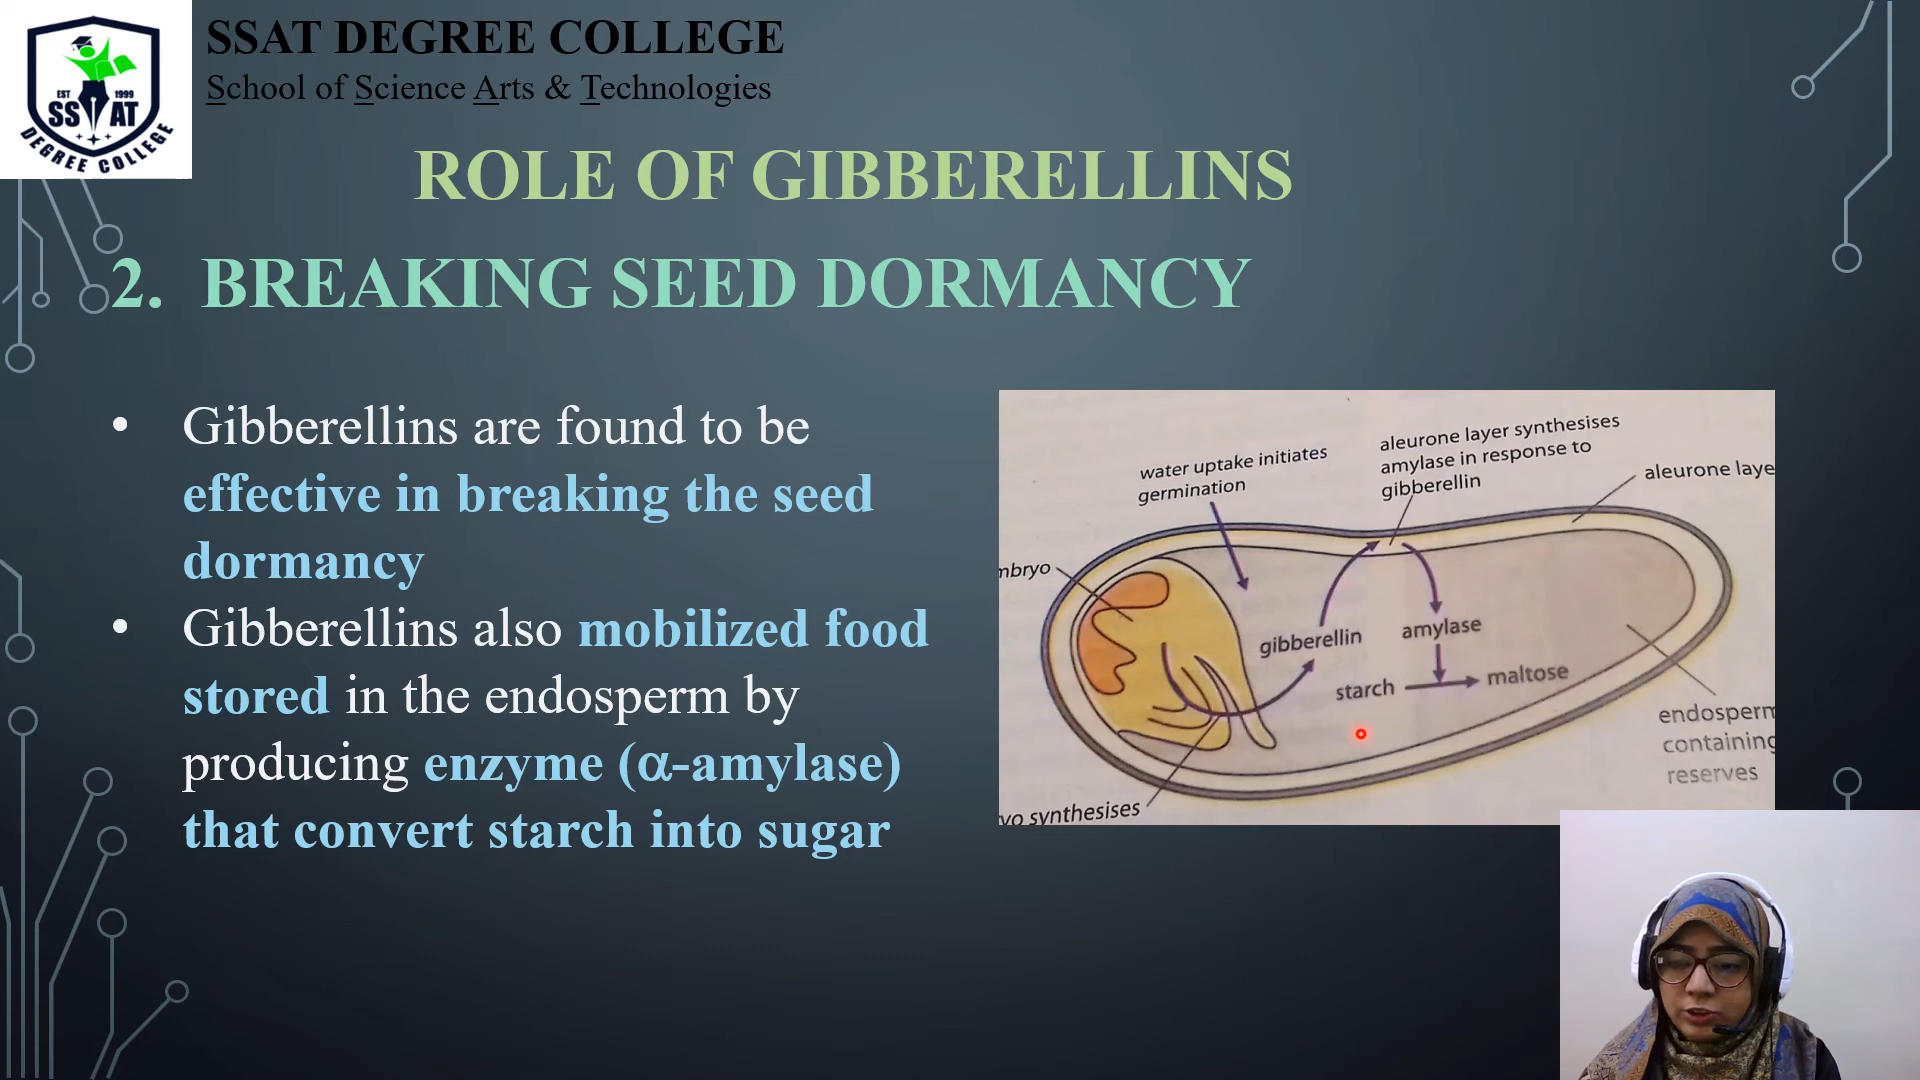 SSAT DEGREE COLLEGE
School of Science Arts & Technologies
EST 1999
SS AT
DEGREE COLLEGE
ROLE OF GIBBERELLINS
2. BREAKING SEED DORMANCY
• Gibberellins are found to be
effective in breaking the seed
dormancy
• Gibberellins also mobilized food
stored in the endosperm by
producing enzyme (α-amylase)
that convert starch into sugar
water uptake initiates
germination
aleurone layer synthesises
amylase in response to
gibberellin
aleurone laye
mbryo
gibberellin
amylase
starch
maltose
endosperm
containing
reserves
yo synthesises